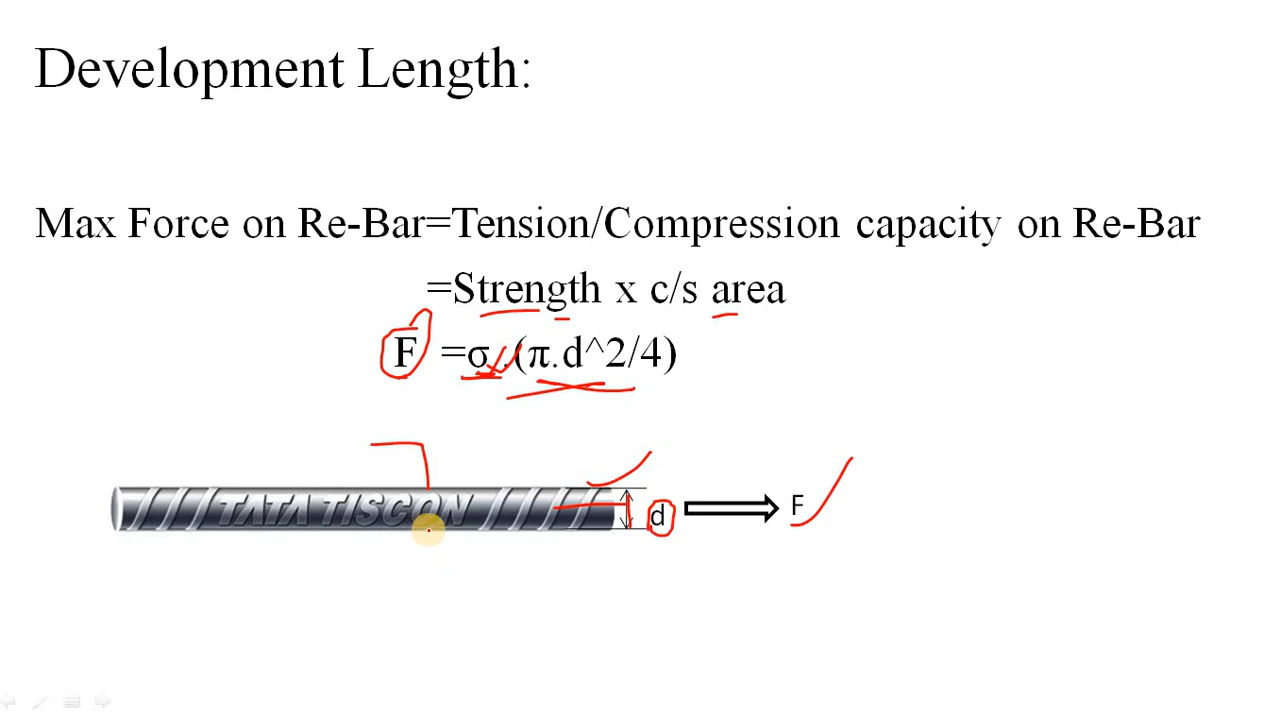 Development Length:
Max Force on Re-Bar=Tension/Compression capacity on Re-Bar
=Strength x c/s area
F =σ .(π.d^2/4)
TATA TISCON
d
F